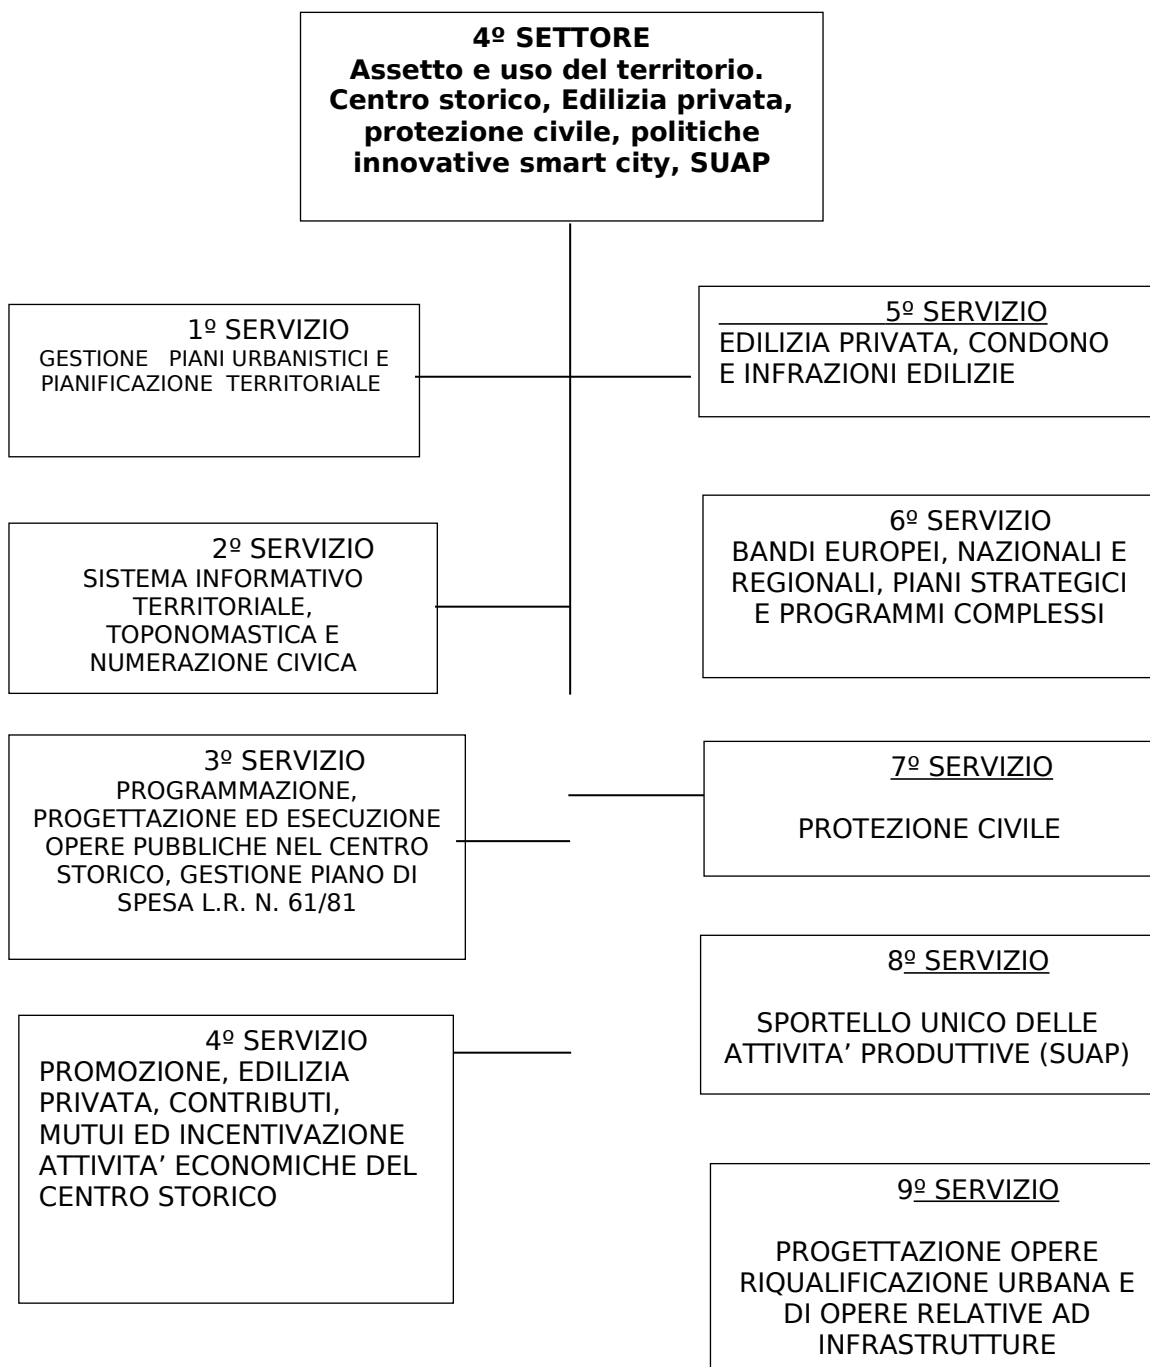 4º SETTORE
Assetto e uso del territorio.
Centro storico, Edilizia privata,
protezione civile, politiche
innovative smart city, SUAP
1º SERVIZIO
GESTIONE PIANI URBANISTICI E
PIANIFICAZIONE TERRITORIALE
2º SERVIZIO
SISTEMA INFORMATIVO
TERRITORIALE,
TOPONOMASTICA E
NUMERAZIONE CIVICA
3º SERVIZIO
PROGRAMMAZIONE,
PROGETTAZIONE ED ESECUZIONE
OPERE PUBBLICHE NEL CENTRO
STORICO, GESTIONE PIANO DI
SPESA L.R. N. 61/81
4º SERVIZIO
PROMOZIONE, EDILIZIA
PRIVATA, CONTRIBUTI,
MUTUI ED INCENTIVAZIONE
ATTIVITA’ ECONOMICHE DEL
CENTRO STORICO
5º SERVIZIO
EDILIZIA PRIVATA, CONDONO
E INFRAZIONI EDILIZIE
6º SERVIZIO
BANDI EUROPEI, NAZIONALI E
REGIONALI, PIANI STRATEGICI
E PROGRAMMI COMPLESSI
7º SERVIZIO
PROTEZIONE CIVILE
8º SERVIZIO
SPORTELLO UNICO DELLE
ATTIVITA’ PRODUTTIVE (SUAP)
9º SERVIZIO
PROGETTAZIONE OPERE
RIQUALIFICAZIONE URBANA E
DI OPERE RELATIVE AD
INFRASTRUTTURE